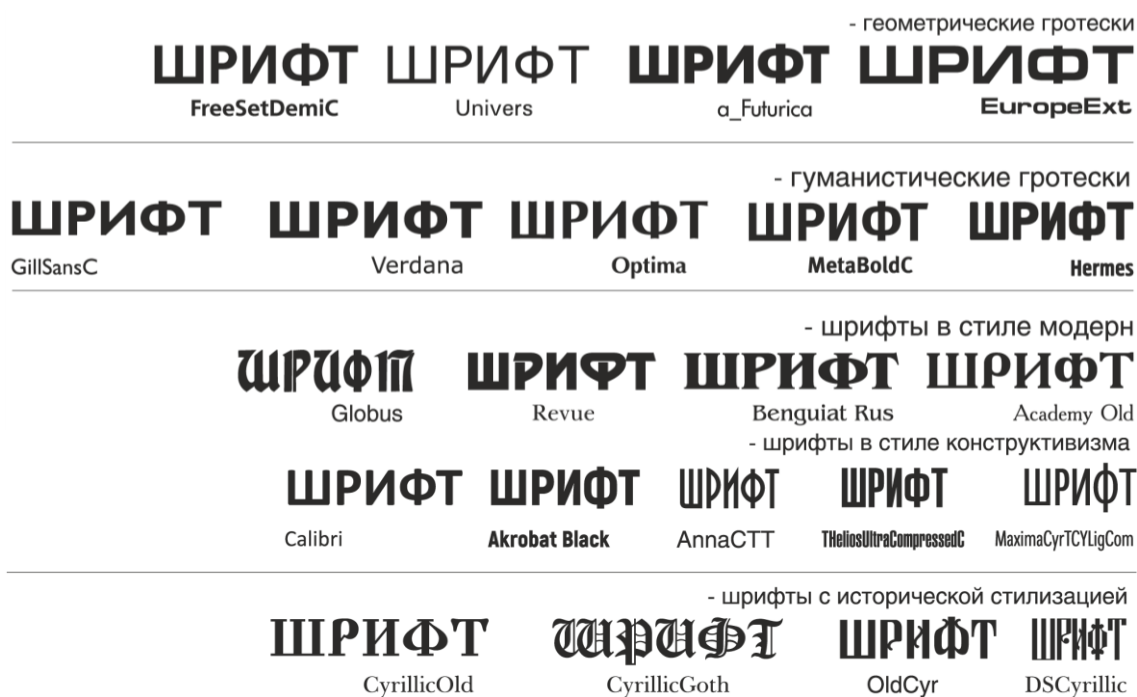 - геометрические гротески
ШРИФТ ШРИФТ ШРИФТ ШРИФТ
FreeSetDemiC Univers a_Futurica EuropeExt
- гуманистические гротески
ШРИФТ ШРИФТ ШРИФТ ШРИФТ ШРИФТ
GillSansC Verdana Optima MetaBoldC Hermes
- шрифты в стиле модерн
ШРИФТ ШРИФТ ШРИФТ ШРИФТ
Globus Revue Benguiat Rus Academy Old
- шрифты в стиле конструктивизма
ШРИФТ ШРИФТ ШРИФТ ШРИФТ ШРИФТ
Calibri Akrobat Black AnnaCTT THeliosUltraCompressedC MaximaCyrTCYLigCom
- шрифты с исторической стилизацией
ШРИФТ ШРИФТ ШРИФТ ШРИФТ
CyrillicOld CyrillicGoth OldCyr DSCyrillic